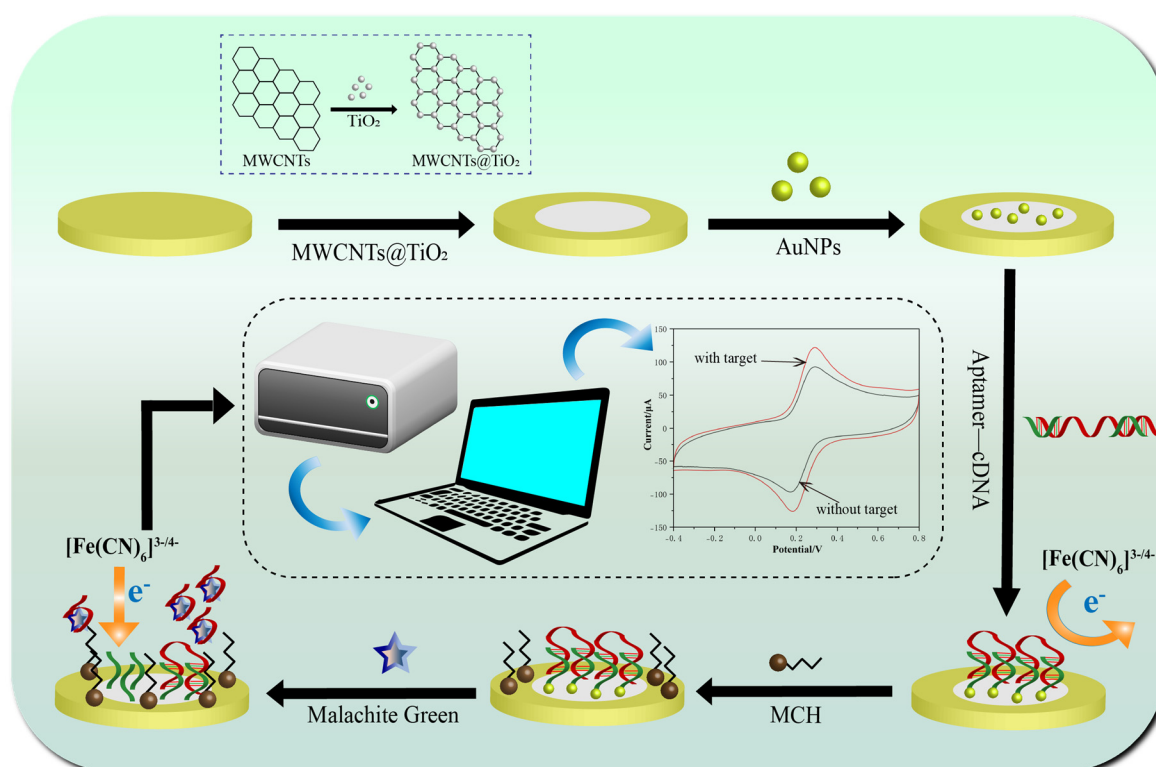 TiO₂
MWCNTs
MWCNTs@TiO₂
MWCNTs@TiO₂
AuNPs
Aptamer—cDNA
with target
without target
Current/μA
150
100
50
0
-50
-100
-150
-0.4
-0.2
0.0
0.2
0.4
0.6
0.8
Potential/V
[Fe(CN)₆]³⁻/⁴⁻
e⁻
[Fe(CN)₆]³⁻/⁴⁻
e⁻
Malachite Green
MCH